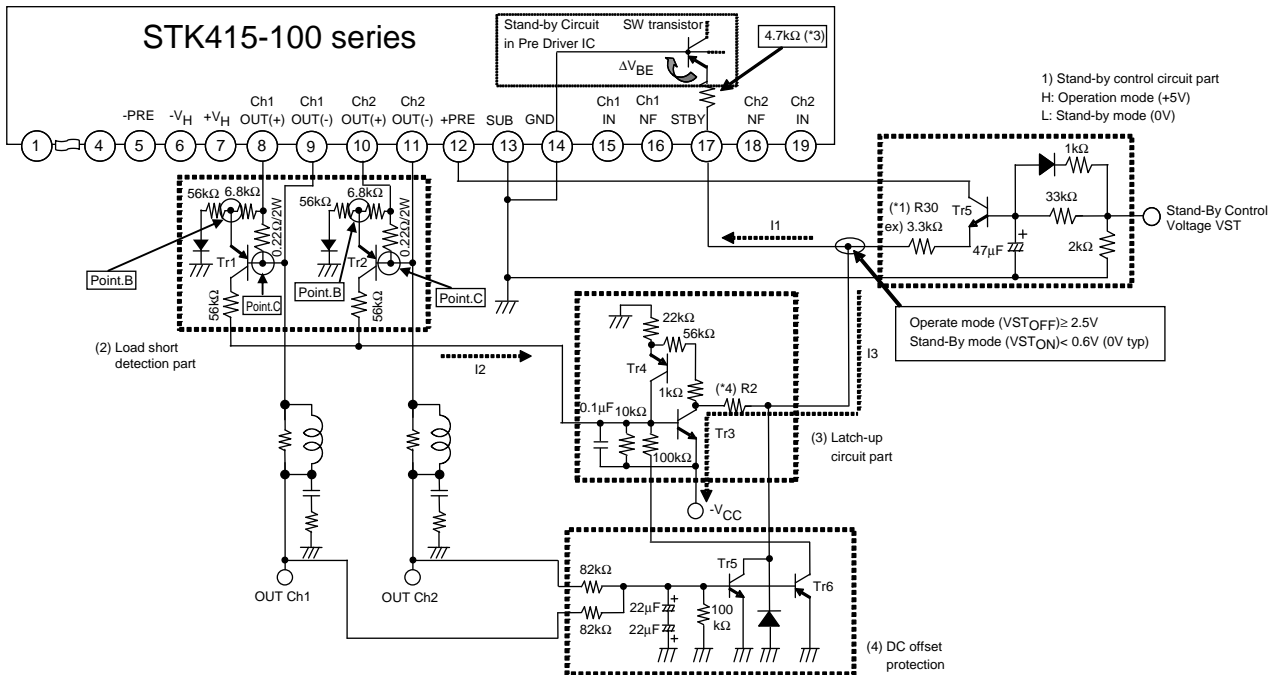 STK415-100 series
Stand-by Circuit
in Pre Driver IC
SW transistor
ΔVBE
4.7kΩ (*3)
1) Stand-by control circuit part
H: Operation mode (+5V)
L: Stand-by mode (0V)
-PRE
-VH
+VH
Ch1
OUT(+)
Ch1
OUT(-)
Ch2
OUT(+)
Ch2
OUT(-)
+PRE
SUB
GND
Ch1
IN
Ch1
NF
STBY
Ch2
NF
Ch2
IN
1
4
5
6
7
8
9
10
11
12
13
14
15
16
17
18
19
56kΩ
6.8kΩ
0.22Ω/2W
Tr1
56kΩ
Point.B
Point.C
56kΩ
6.8kΩ
0.22Ω/2W
Tr2
56kΩ
Point.B
Point.C
(2) Load short
detection part
I1
(*1) R30
ex) 3.3kΩ
Tr5
1kΩ
33kΩ
47μF
+
2kΩ
Stand-By Control
Voltage VST
Operate mode (VSTOFF)≥ 2.5V
Stand-By mode (VSTON)< 0.6V (0V typ)
I2
I3
22kΩ
56kΩ
Tr4
1kΩ
(*4) R2
0.1μF
10kΩ
Tr3
100kΩ
(3) Latch-up
circuit part
-VCC
OUT Ch1
OUT Ch2
82kΩ
82kΩ
22μF
+
22μF
+
100
kΩ
Tr5
Tr6
(4) DC offset
protection